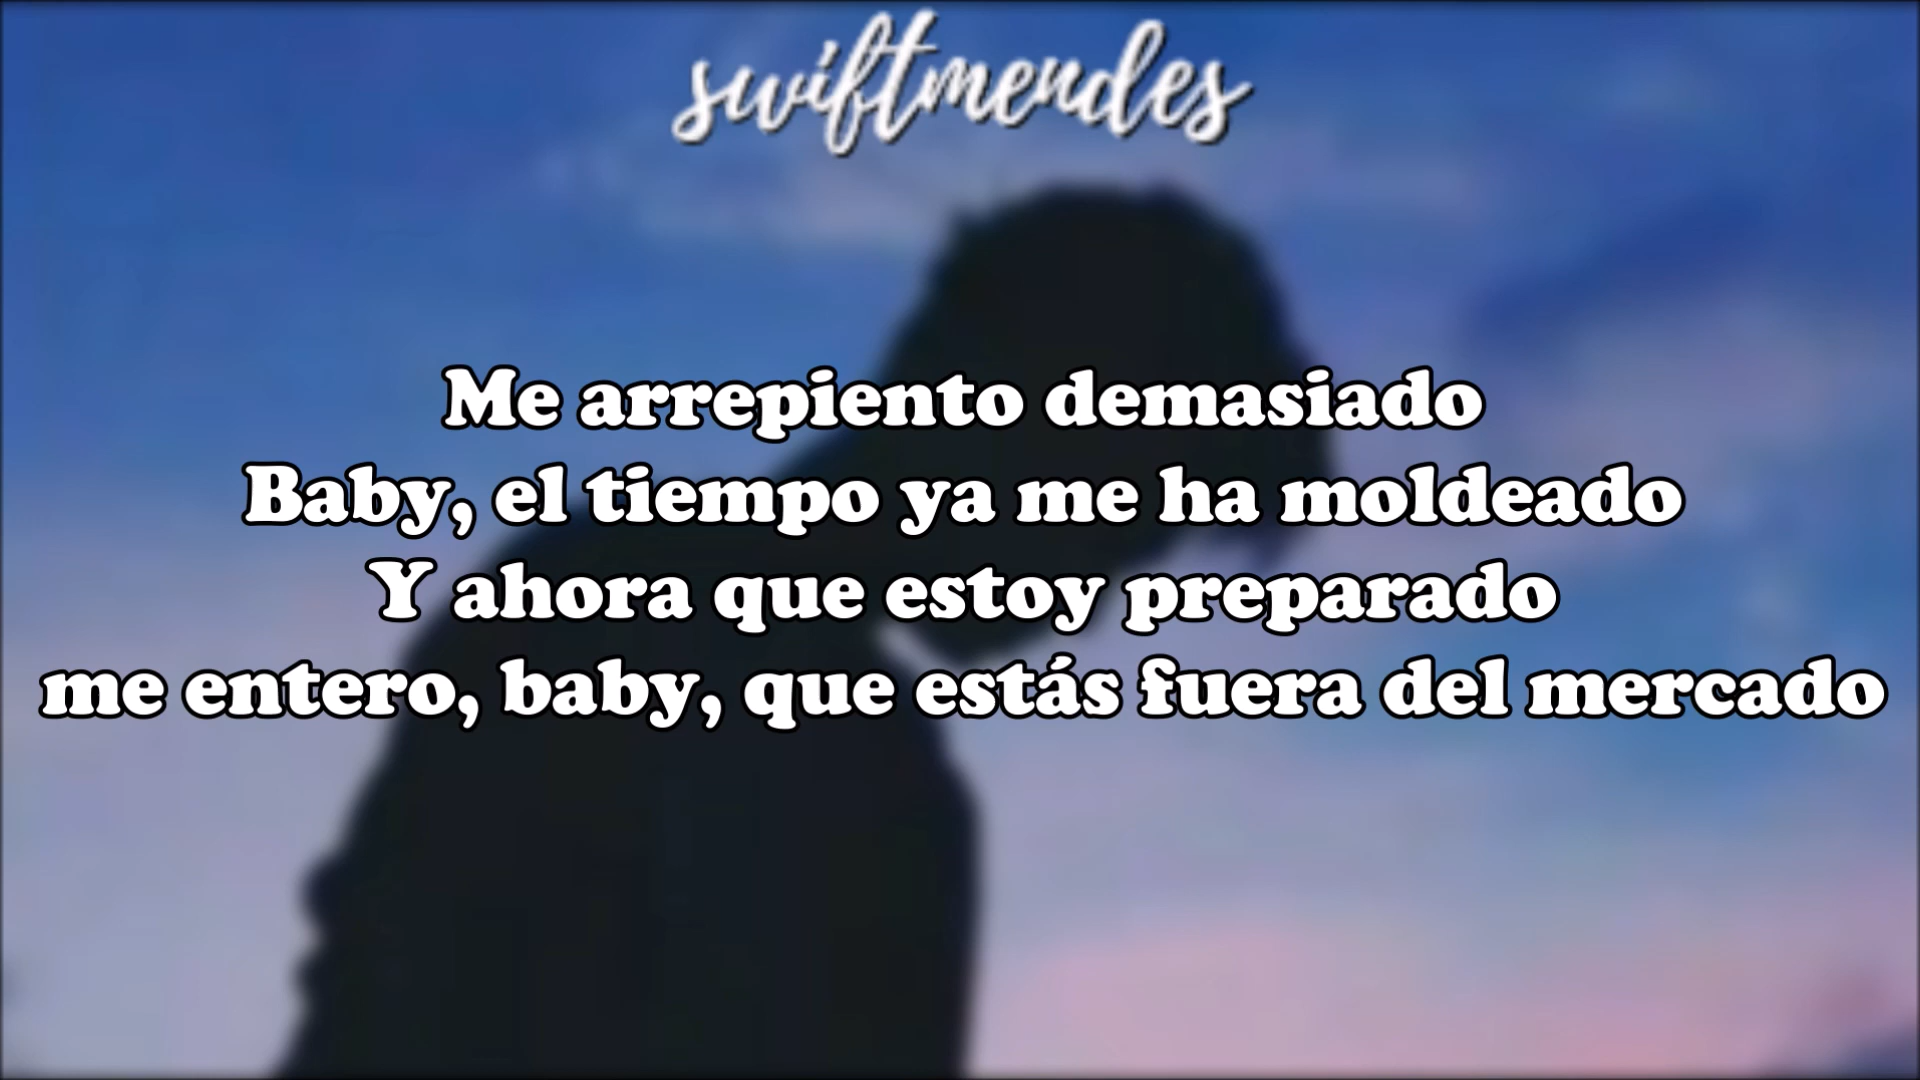 swiftmendes
Me arrepiento demasiado
Baby, el tiempo ya me ha moldeado
Y ahora que estoy preparado
me entero, baby, que estás fuera del mercado